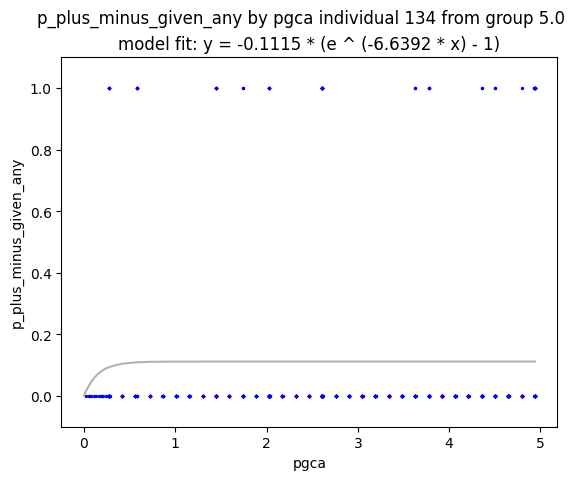 p_plus_minus_given_any by pgca individual 134 from group 5.0
model fit: y = -0.1115 * (e ^ (-6.6392 * x) - 1)
1.0
0.8
0.6
0.4
0.2
0.0
p_plus_minus_given_any
0 1 2 3 4 5
pgca